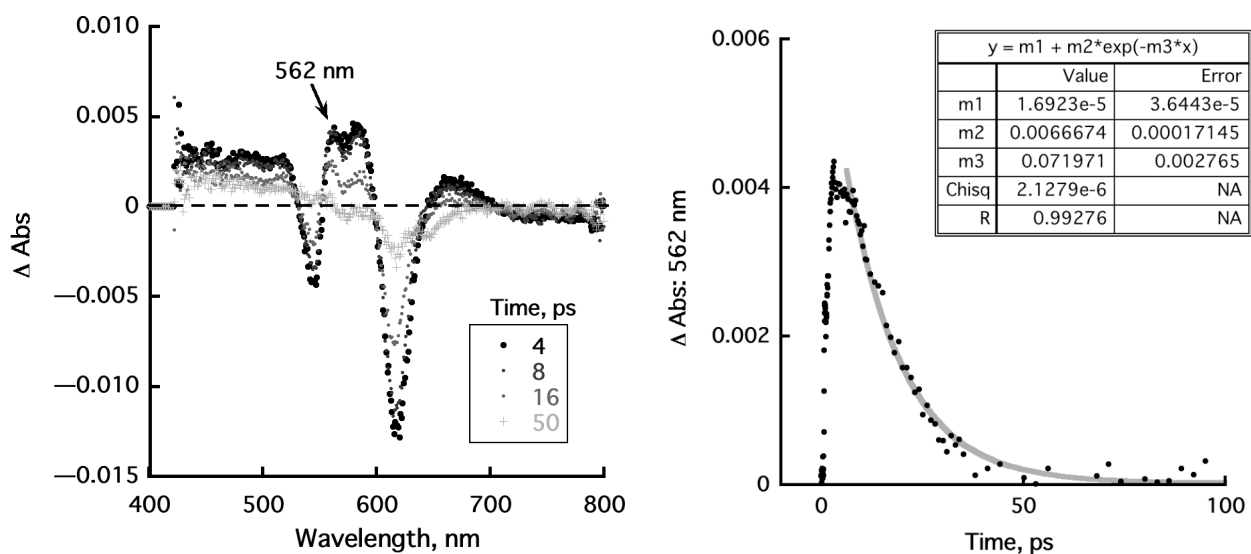 0.010
0.005
0
—0.005
—0.010
—0.015
Δ Abs
562 nm
Time, ps
4
8
16
50
400
500
600
700
800
Wavelength, nm
0.006
0.004
0.002
0
Δ Abs: 562 nm
y = m1 + m2*exp(-m3*x)
Value Error
m1 1.6923e-5 3.6443e-5
m2 0.0066674 0.00017145
m3 0.071971 0.002765
Chisq 2.1279e-6 NA
R 0.99276 NA
0
50
100
Time, ps